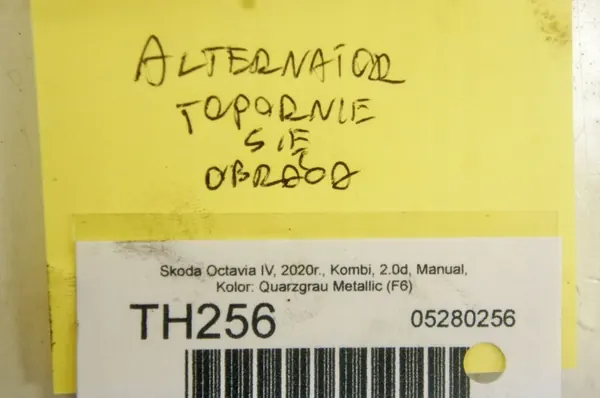 ALTERNATOR
TOPORNIE
SIĘ
OBRACA
Skoda Octavia IV, 2020r., Kombi, 2.0d, Manual,
Kolor: Quarzgrau Metallic (F6)
TH256
05280256